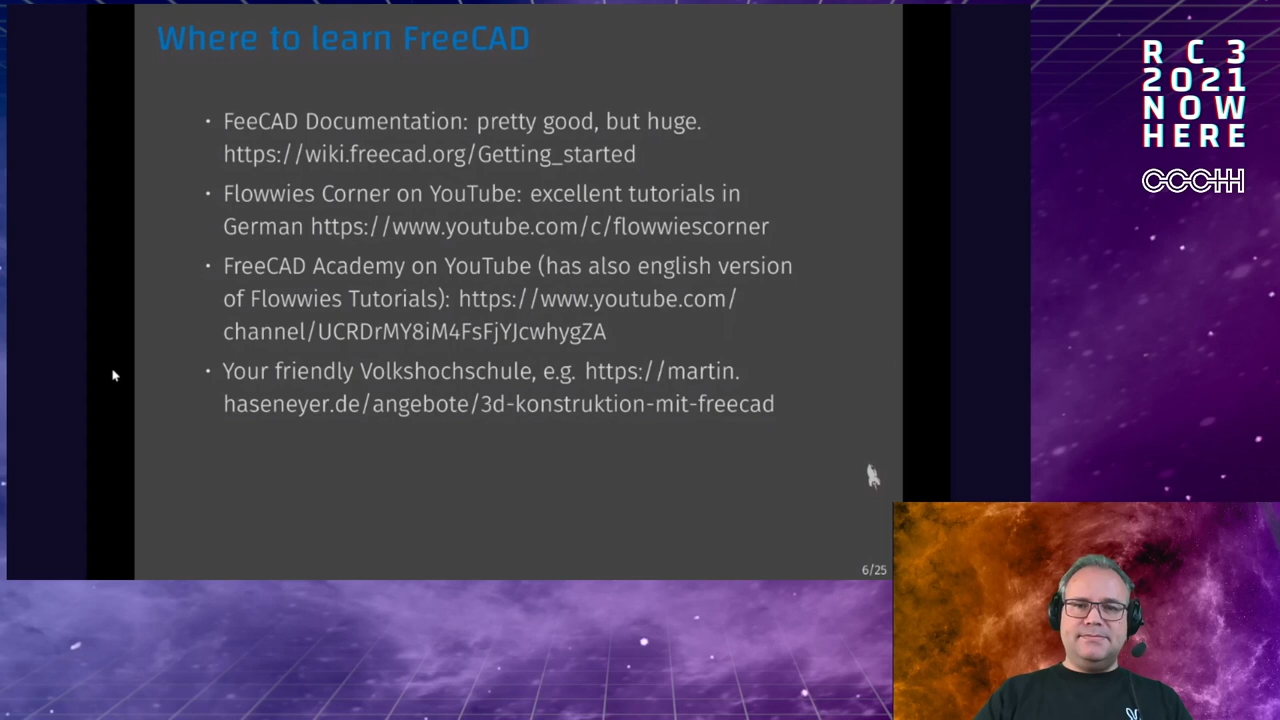 Where to learn FreeCAD
• FeeCAD Documentation: pretty good, but huge.
https://wiki.freecad.org/Getting_started
• Flowwies Corner on YouTube: excellent tutorials in
German https://www.youtube.com/c/flowwiescorner
• FreeCAD Academy on YouTube (has also english version
of Flowwies Tutorials): https://www.youtube.com/
channel/UCRDrMY8iM4FsFjYJcwhygZA
• Your friendly Volkshochschule, e.g. https://martin.
haseneyer.de/angebote/3d-konstruktion-mit-freecad
6/25
R C 3
2021
N O W
HERE
CCCHH